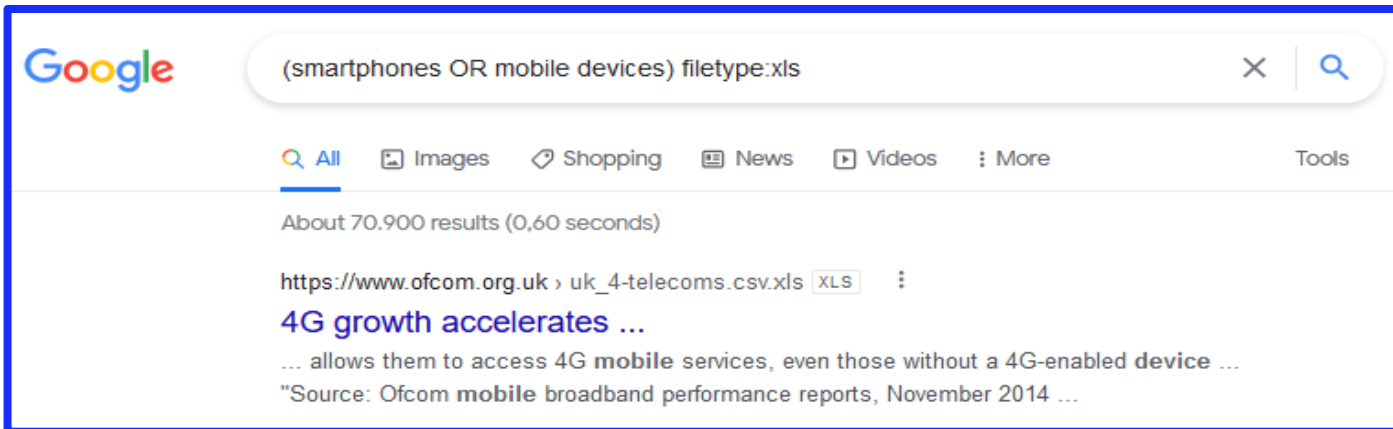 Google (smartphones OR mobile devices) filetype:xls
All Images Shopping News Videos More Tools
About 70.900 results (0,60 seconds)
https://www.ofcom.org.uk › uk_4-telecoms.csv.xls XLS
4G growth accelerates ...
... allows them to access 4G mobile services, even those without a 4G-enabled device ...
"Source: Ofcom mobile broadband performance reports, November 2014 ...